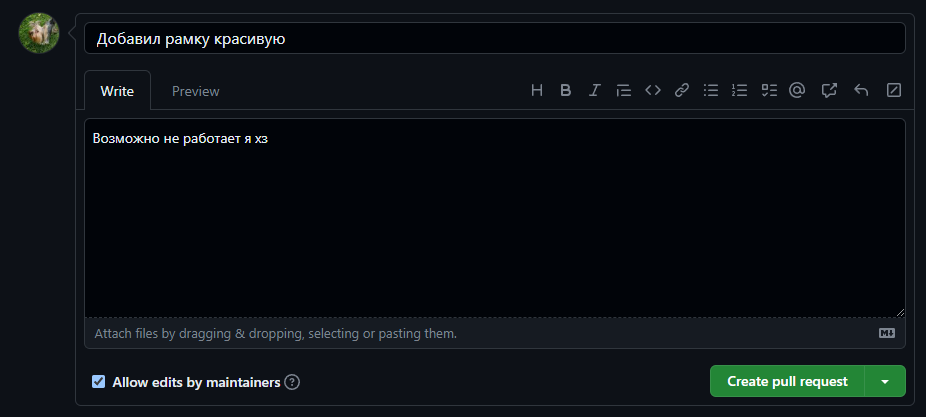 Добавил рамку красивую
Write Preview
Возможно не работает я хз
Attach files by dragging & dropping, selecting or pasting them.
Allow edits by maintainers
Create pull request